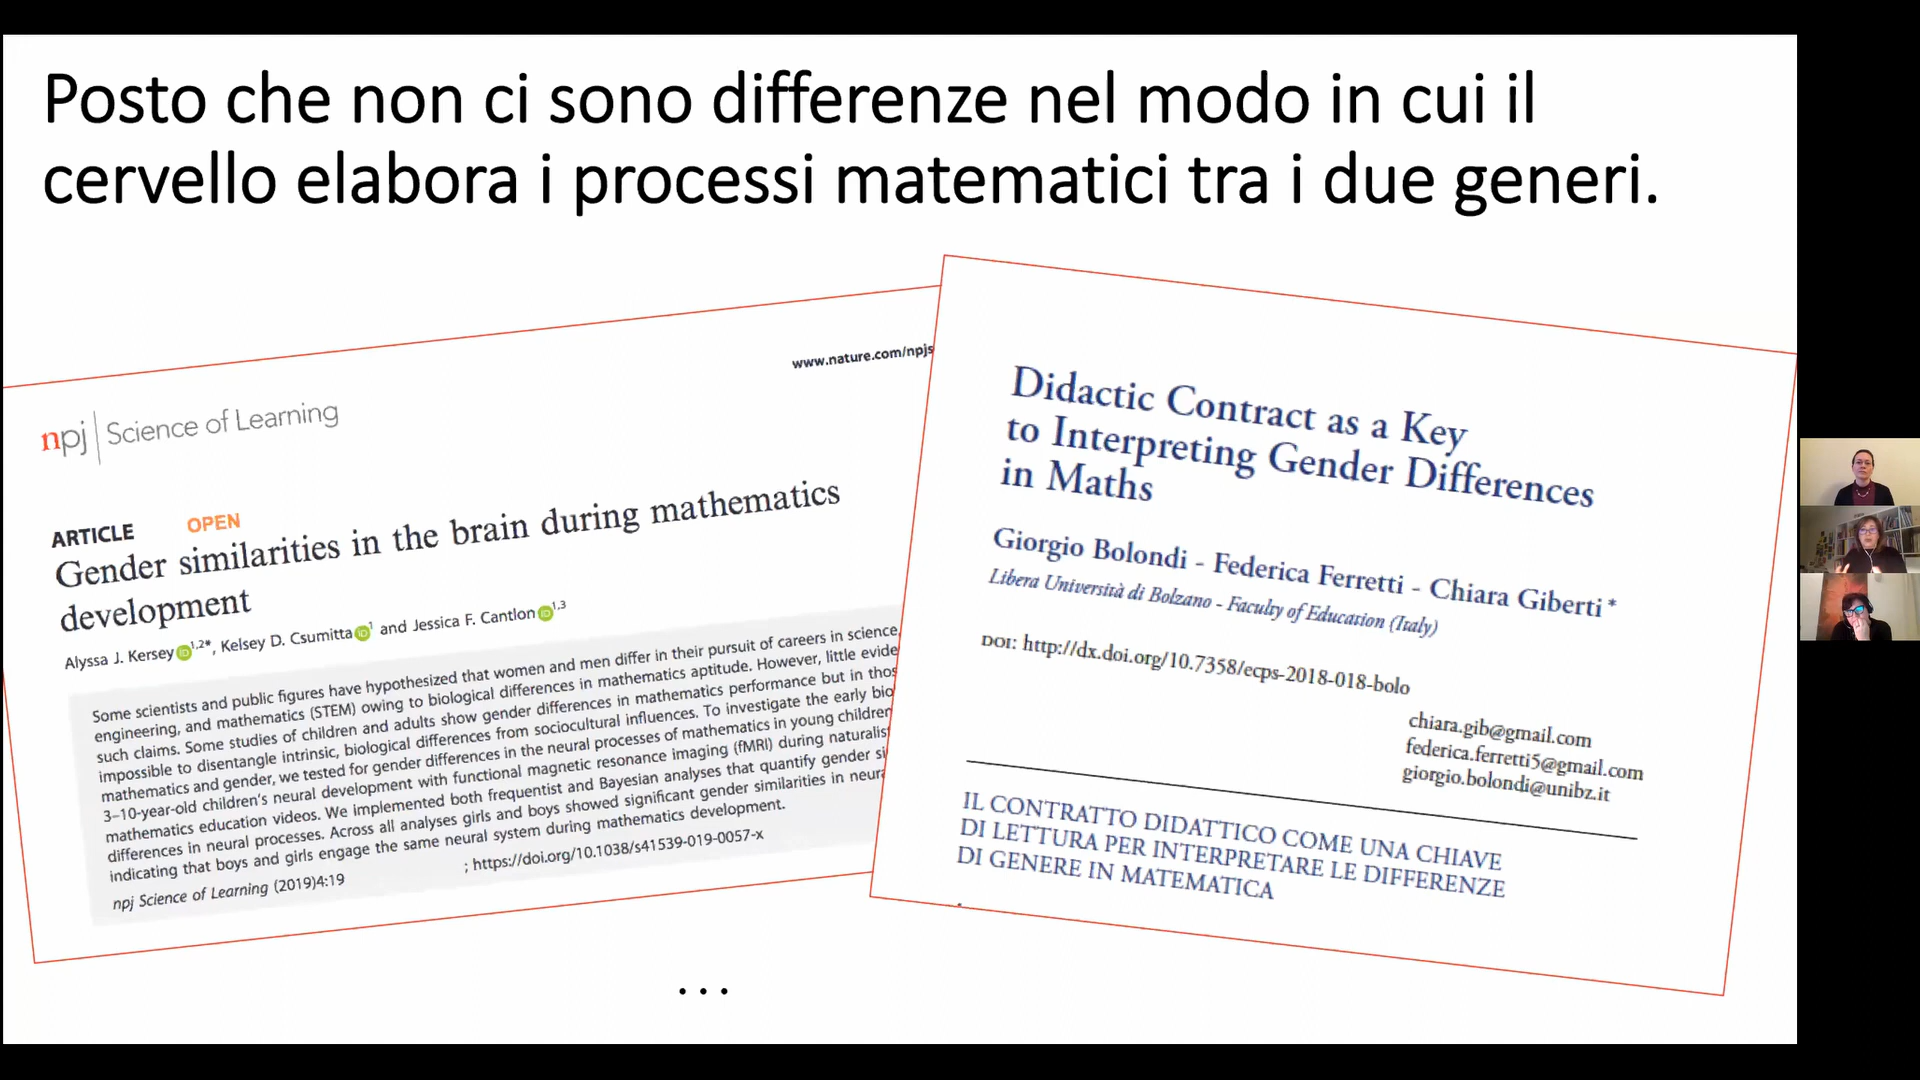 Posto che non ci sono differenze nel modo in cui il
cervello elabora i processi matematici tra i due generi.
www.nature.com/npjs
npj Science of Learning
ARTICLE OPEN
Gender similarities in the brain during mathematics
development
Alyssa J. Kersey 1,2*, Kelsey D. Csumitta 1 and Jessica F. Cantlon 1,3
Some scientists and public figures have hypothesized that women and men differ in their pursuit of careers in science,
engineering, and mathematics (STEM) owing to biological differences in mathematics aptitude. However, little evide
such claims. Some studies of children and adults show gender differences in mathematics performance but in thos
impossible to disentangle intrinsic, biological differences from sociocultural influences. To investigate the early bio
mathematics and gender, we tested for gender differences in the neural processes of mathematics in young children
3–10-year-old children's neural development with functional magnetic resonance imaging (fMRI) during naturalist
mathematics education videos. We implemented both frequentist and Bayesian analyses that quantify gender si
differences in neural processes. Across all analyses girls and boys showed significant gender similarities in neura
indicating that boys and girls engage the same neural system during mathematics development.
npj Science of Learning (2019)4:19 ; https://doi.org/10.1038/s41539-019-0057-x
Didactic Contract as a Key
to Interpreting Gender Differences
in Maths
Giorgio Bolondi - Federica Ferretti - Chiara Giberti *
Libera Università di Bolzano - Faculty of Education (Italy)
DOI: http://dx.doi.org/10.7358/ecps-2018-018-bolo
chiara.gib@gmail.com
federica.ferretti5@gmail.com
giorgio.bolondi@unibz.it
IL CONTRATTO DIDATTICO COME UNA CHIAVE
DI LETTURA PER INTERPRETARE LE DIFFERENZE
DI GENERE IN MATEMATICA
...